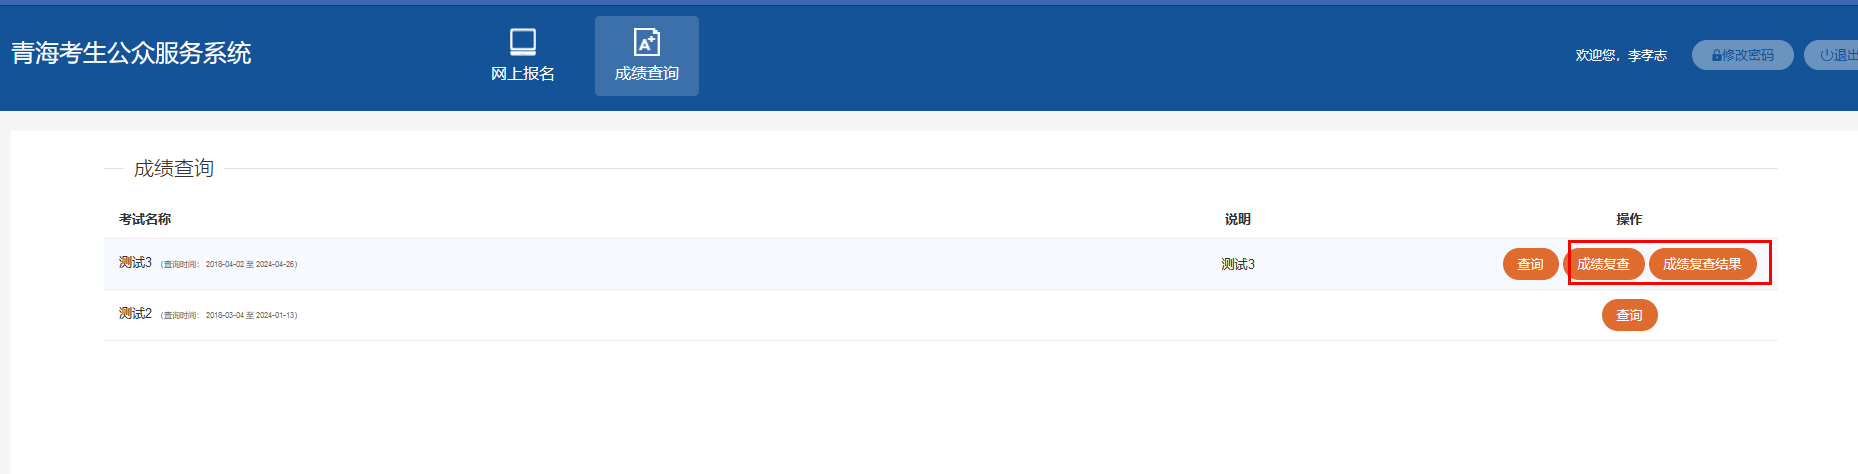 青海考生公众服务系统
网上报名
成绩查询
欢迎您，李孝志
修改密码
退出
成绩查询
考试名称 说明 操作
测试3 （查询时间： 2018-04-02 至 2024-04-26） 测试3 查询 成绩复查 成绩复查结果
测试2 （查询时间： 2018-03-04 至 2024-01-13） 查询